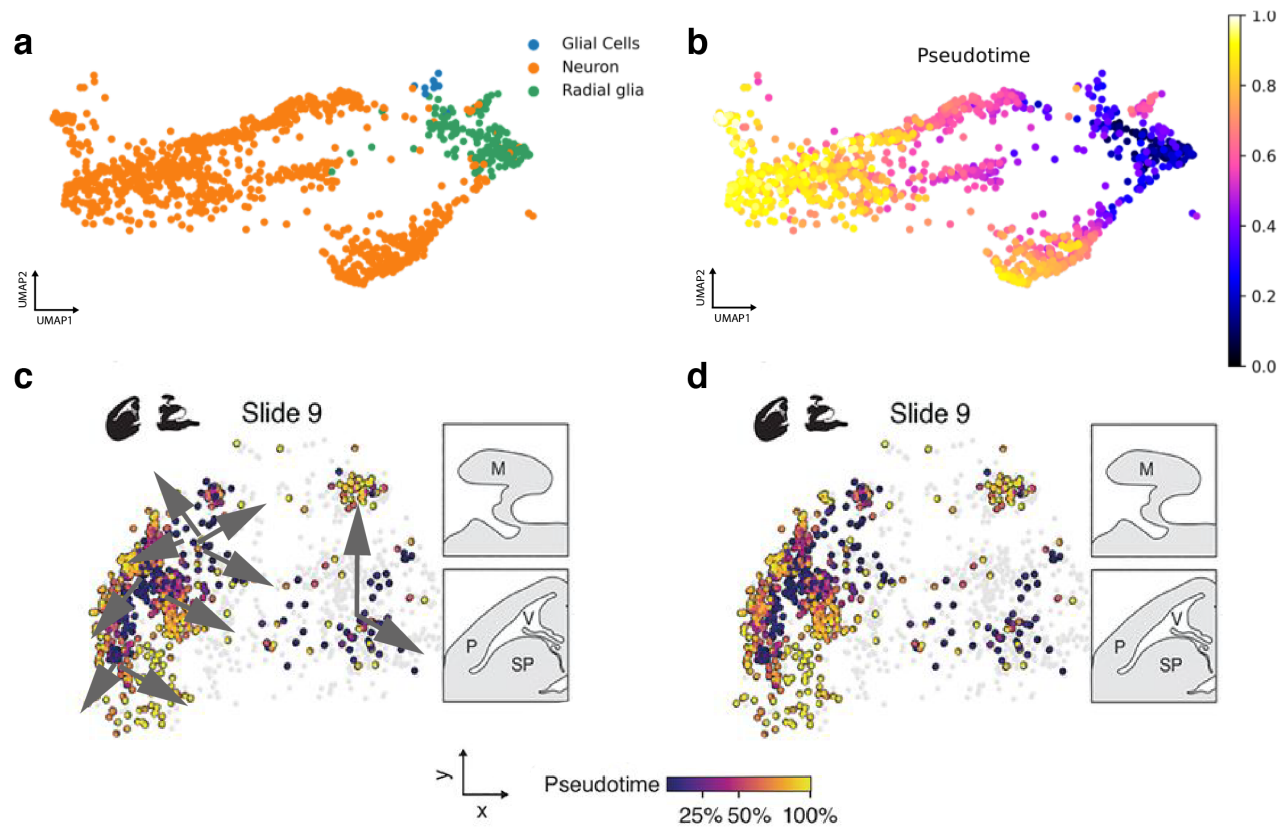 a
Glial Cells
Neuron
Radial glia
UMAP2
UMAP1
b
Pseudotime
UMAP2
UMAP1
1.0
0.8
0.6
0.4
0.2
0.0
c
Slide 9
M
P
V
SP
d
Slide 9
M
P
V
SP
y
x
Pseudotime
25% 50% 100%